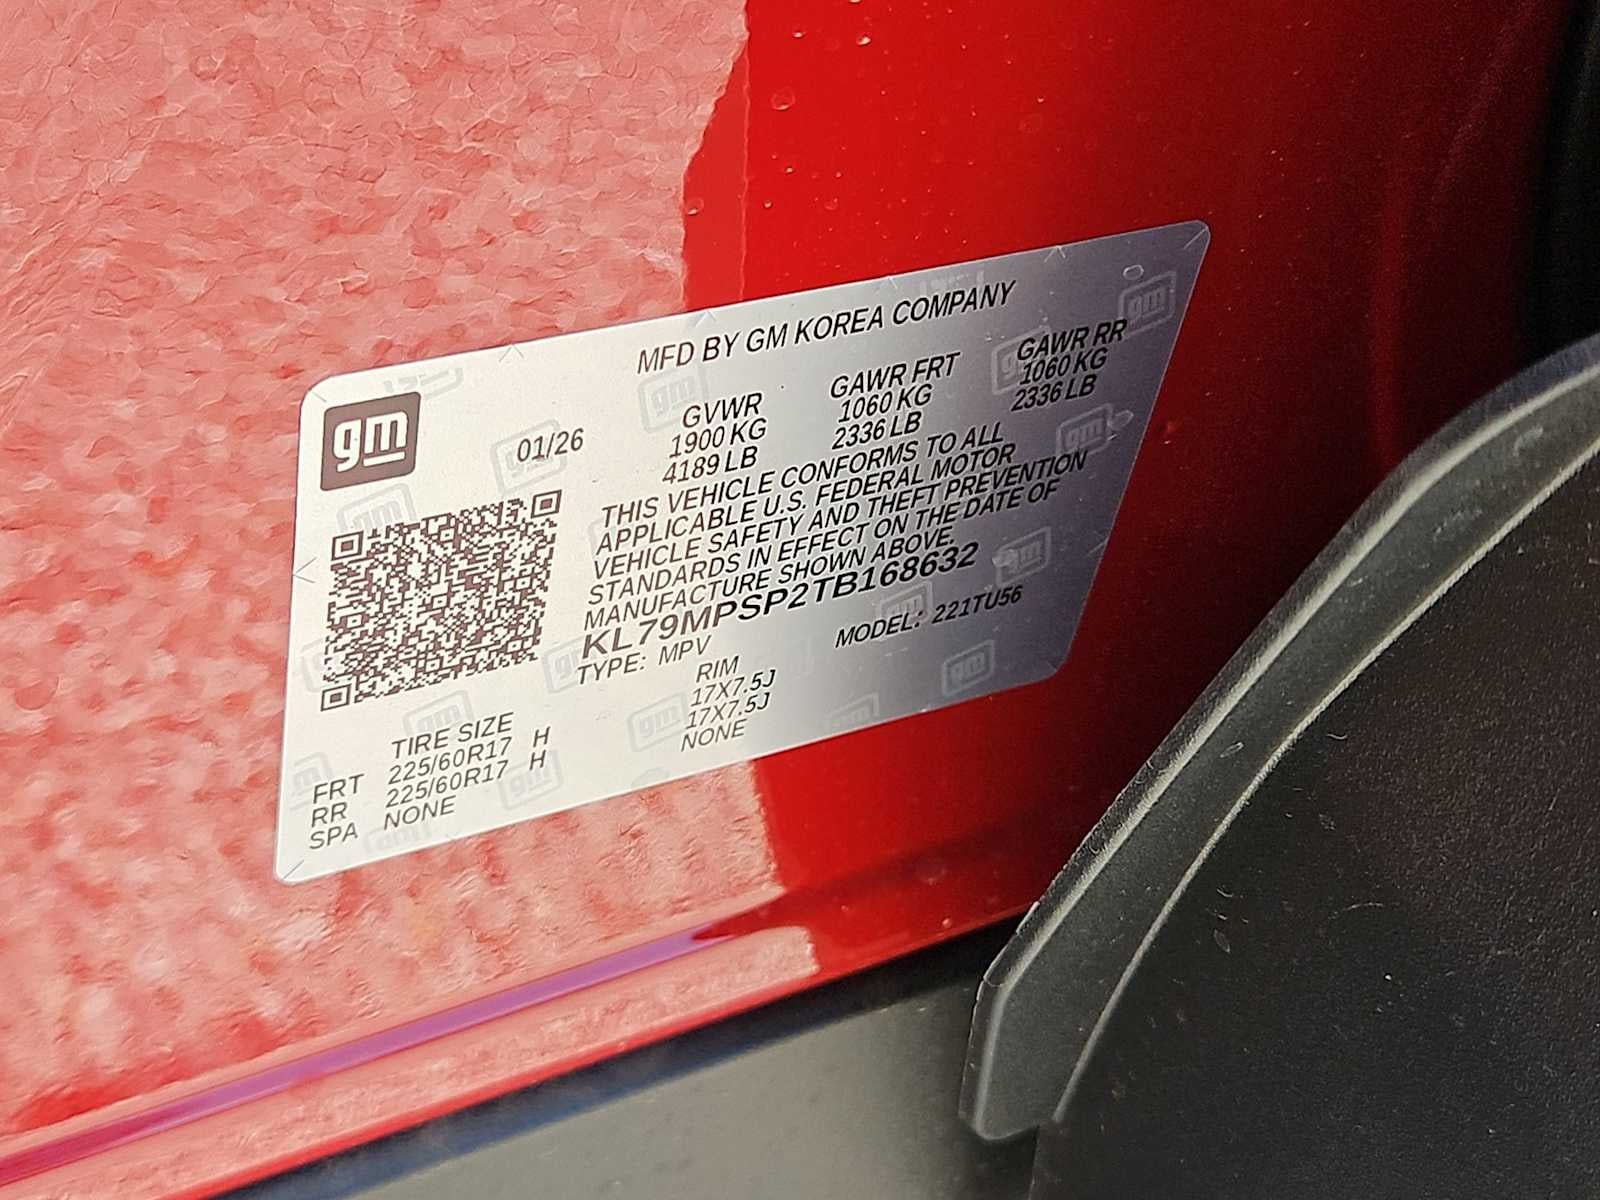 MFD BY GM KOREA COMPANY
gm
01/26
GVWR GAWR FRT GAWR RR
1900 KG 1060 KG 1060 KG
4189 LB 2336 LB 2336 LB
THIS VEHICLE CONFORMS TO ALL
APPLICABLE U.S. FEDERAL MOTOR
VEHICLE SAFETY AND THEFT PREVENTION
STANDARDS IN EFFECT ON THE DATE OF
MANUFACTURE SHOWN ABOVE.
KL79MPSP2TB168632
TYPE: MPV MODEL: 221TU56
TIRE SIZE RIM
FRT 225/60R17 H 17X7.5J
RR 225/60R17 H 17X7.5J
SPA NONE NONE